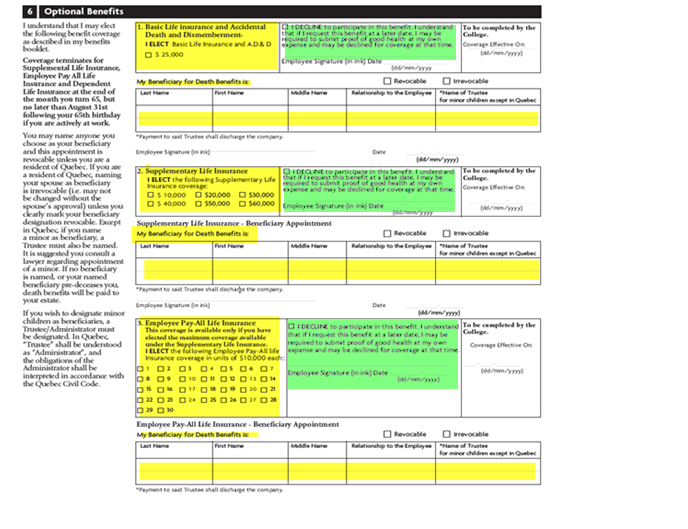 6 Optional Benefits
I understand that I may elect
the following benefit coverage
as described in my benefits
booklet.
Coverage terminates for
Supplemental Life Insurance,
Employee Pay All Life
Insurance and Dependent
Life Insurance at the end of
the month you turn 65, but
no later than August 31st
following your 65th birthday
if you are actively at work.
You may name anyone you
choose as your beneficiary
and this appointment is
revocable unless you are a
resident of Quebec. If you are
a resident of Quebec, naming
your spouse as beneficiary
is irrevocable (i.e. may not
be changed without the
spouse's approval) unless you
clearly mark your beneficiary
designation revocable. Except
in Quebec, if you name
a minor as beneficiary, a
Trustee must also be named.
It is suggested you consult a
lawyer regarding appointment
of a minor. If no beneficiary
is named, or your named
beneficiary pre-deceases you,
death benefits will be paid to
your estate.
If you wish to designate minor
children as beneficiaries, a
Trustee/Administrator must
be designated. In Quebec,
"Trustee" shall be understood
as "Administrator", and
the obligations of the
Administrator shall be
interpreted in accordance with
the Quebec Civil Code.
1. Basic Life insurance and Accidental
Death and Dismemberment-
I ELECT Basic Life Insurance and A.D.& D
$ 25,000
I DECLINE to participate in this benefit. I understand
that if I request this benefit at a later date, I may be
required to submit proof of good health at my own
expense and may be declined for coverage at that time.
Employee Signature (in ink) Date
(dd/mm/yyyy)
To be completed by the
College.
Coverage Effective On:
(dd/mm/yyyy)
My Beneficiary for Death Benefits is: Revocable Irrevocable
Last Name First Name Middle Name Relationship to the Employee *Name of Trustee
for minor children except in Quebec
*Payment to said Trustee shall discharge the company.
Employee Signature (in ink) Date
(dd/mm/yyyy)
2. Supplementary Life Insurance
I ELECT the following Supplementary Life
Insurance coverage:
$ 10,000 $20,000 $30,000
$ 40,000 $50,000 $60,000
I DECLINE to participate in this benefit. I understand
that if I request this benefit at a later date, I may be
required to submit proof of good health at my own
expense and may be declined for coverage at that time.
Employee Signature (in ink) Date
(dd/mm/yyyy)
To be completed by the
College.
Coverage Effective On:
(dd/mm/yyyy)
Supplementary Life Insurance - Beneficiary Appointment
My Beneficiary for Death Benefits is: Revocable Irrevocable
Last Name First Name Middle Name Relationship to the Employee *Name of Trustee
for minor children except in Quebec
*Payment to said Trustee shall discharge the company.
Employee Signature (in ink) Date
(dd/mm/yyyy)
3. Employee Pay-All Life Insurance
This coverage is available only if you have
elected the maximum coverage available
under the Supplementary Life Insurance.
I ELECT the following Employee Pay-All life
Insurance coverage in units of $10,000 each:
1 2 3 4 5 6 7
8 9 10 11 12 13 14
15 16 17 18 19 20 21
22 23 24 25 26 27 28
29 30
I DECLINE to participate in this benefit. I understand
that if I request this benefit at a later date, I may be
required to submit proof of good health at my own
expense and may be declined for coverage at that time.
Employee Signature (in ink) Date
(dd/mm/yyyy)
To be completed by the
College.
Coverage Effective On:
(dd/mm/yyyy)
Employee Pay-All Life Insurance - Beneficiary Appointment
My Beneficiary for Death Benefits is: Revocable Irrevocable
Last Name First Name Middle Name Relationship to the Employee *Name of Trustee
for minor children except in Quebec
*Payment to said Trustee shall discharge the company.